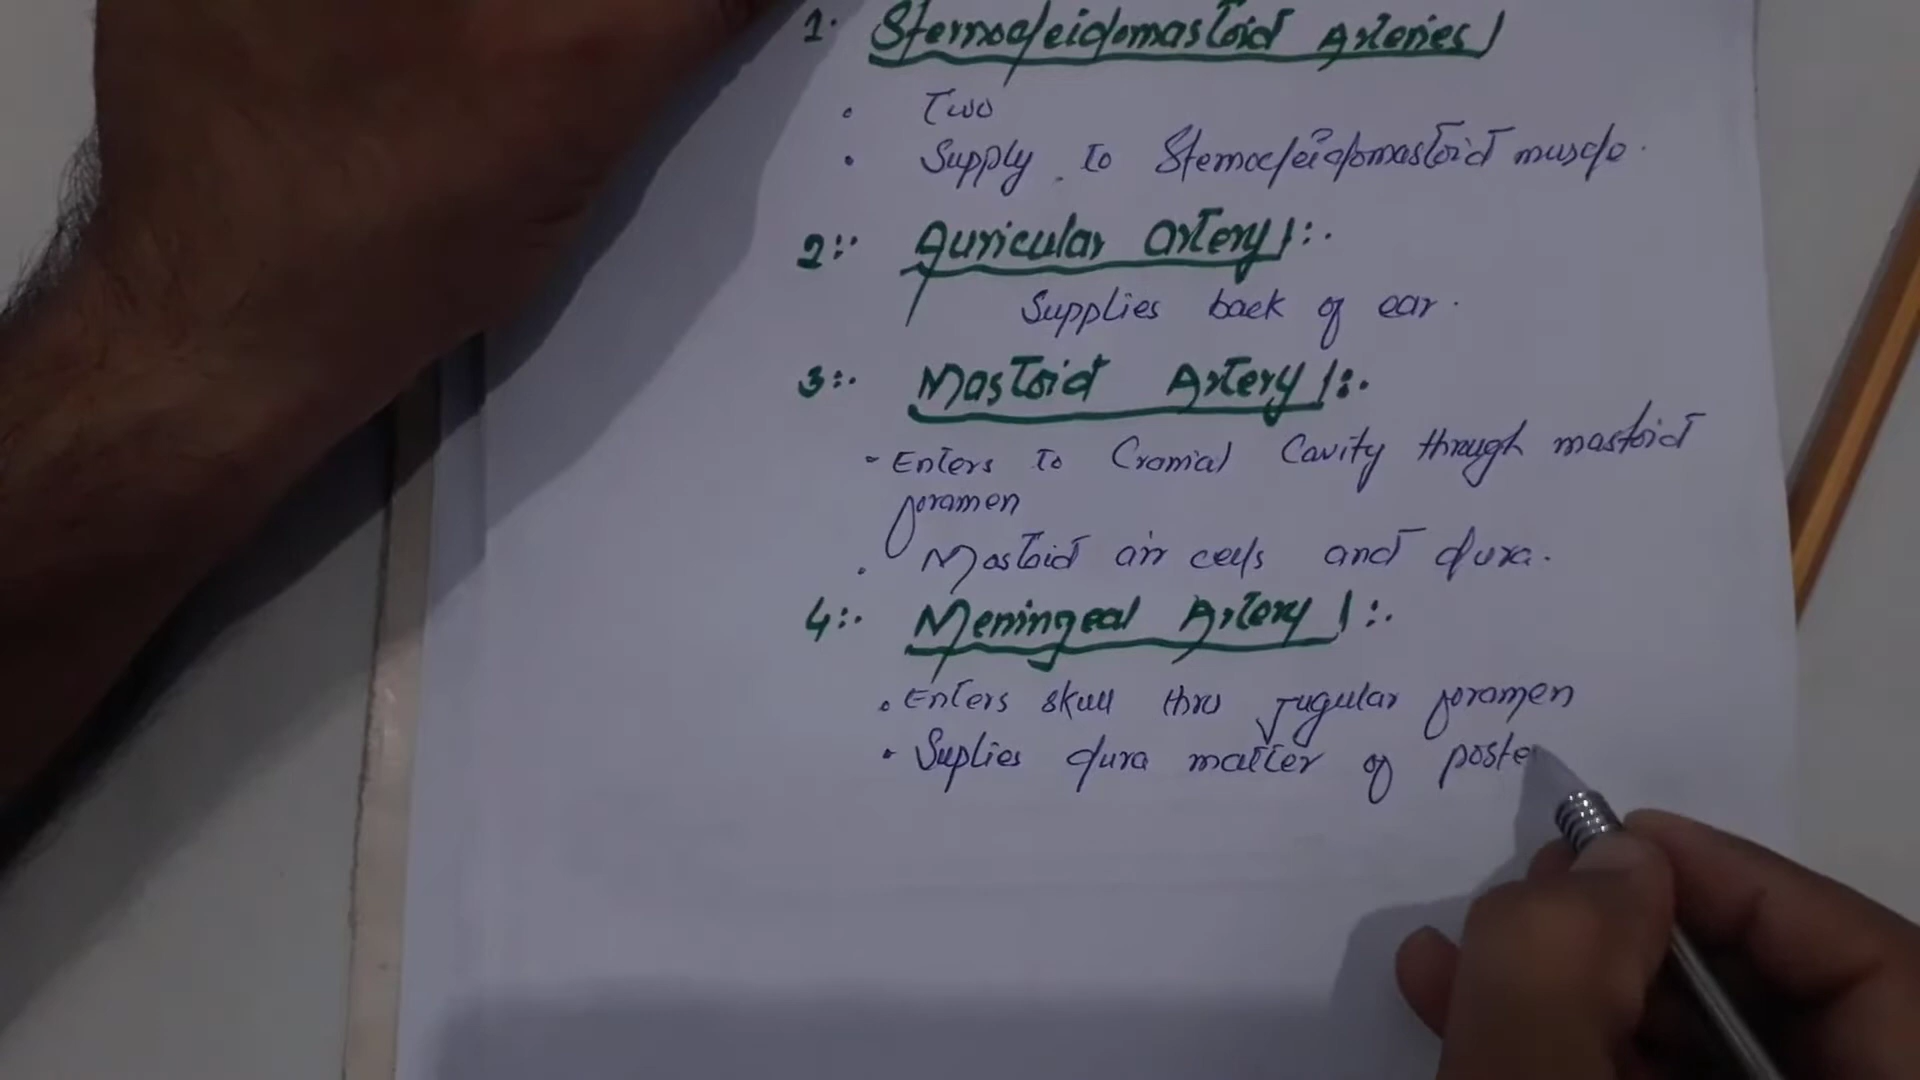 1. Sternocleidomastoid Arteries
• Two
• Supply to Sternocleidomastoid muscle.
2:· Auricular Artery:·
Supplies back of ear.
3:· Mastoid Artery:·
- Enters to Cranial Cavity through mastoid
foramen
. Mastoid air cells and dura.
4:· Meningeal Artery:·
• Enters skull thru Jugular foramen
• Suplies dura matter of poste